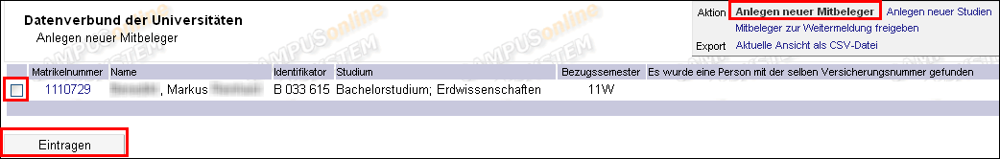 Datenverbund der Universitäten
Anlegen neuer Mitbeleger
Aktion Anlegen neuer Mitbeleger Anlegen neuer Studien
Mitbeleger zur Weitermeldung freigeben
Export Aktuelle Ansicht als CSV-Datei
Matrikelnummer Name Identifikator Studium Bezugssemester Es wurde eine Person mit der selben Versicherungsnummer gefunden
1110729 , Markus B 033 615 Bachelorstudium; Erdwissenschaften 11W
Eintragen